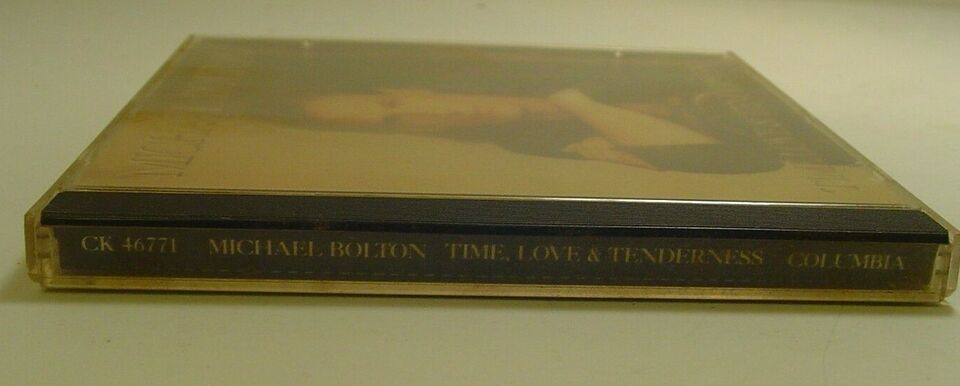 CK 46771 MICHAEL BOLTON TIME, LOVE & TENDERNESS COLUMBIA